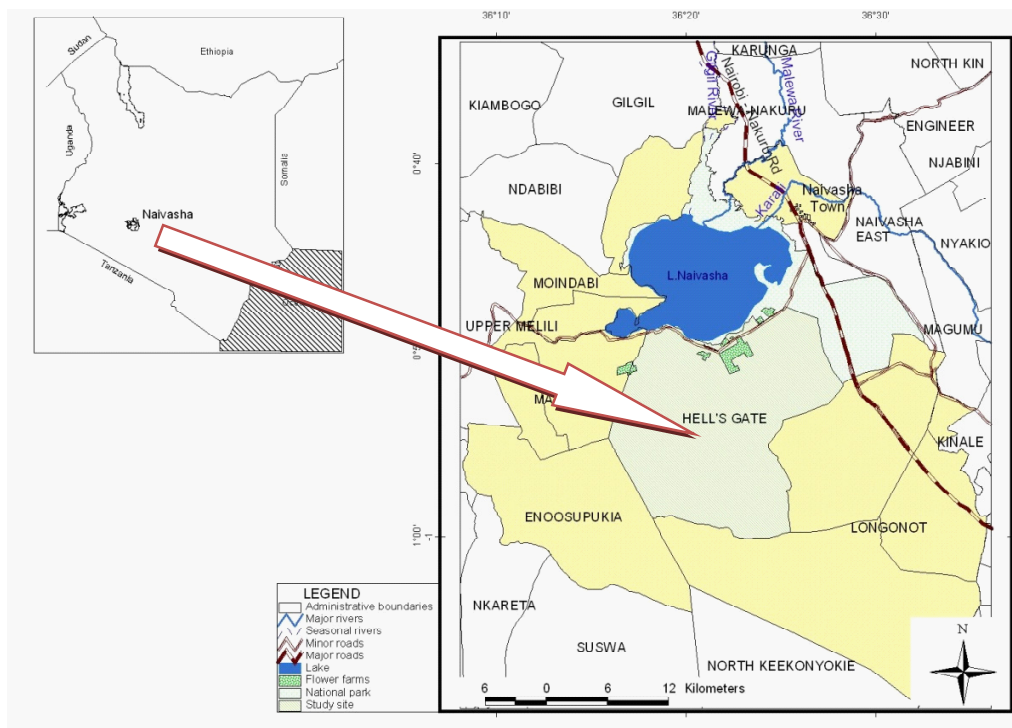 36°10'
36°20'
36°30'
Sudan
Ethiopia
Uganda
Somalia
Naivasha
Tanzania
0°40'
1°00'
-1
KARUNGA
NORTH KIN
KIAMBOGO
GILGIL
Gilgil River
Nairobi - Nakuru Rd
Malewa River
MALEWA NAKURU
ENGINEER
NJABINI
NDABIBI
Karati
Naivasha
Town
NAIVASHA
EAST
NYAKIO
L.Naivasha
MOINDABI
UPPER MELILI
MAGUMU
MA
HELL'S GATE
KINALE
ENOOSUPUKIA
LONGONOT
NKARETA
SUSWA
NORTH KEEKONYOKIE
LEGEND
Administrative boundaries
Major rivers
Seasonal rivers
Minor roads
Major roads
Lake
Flower farms
National park
Study site
6 0 6 12 Kilometers
N